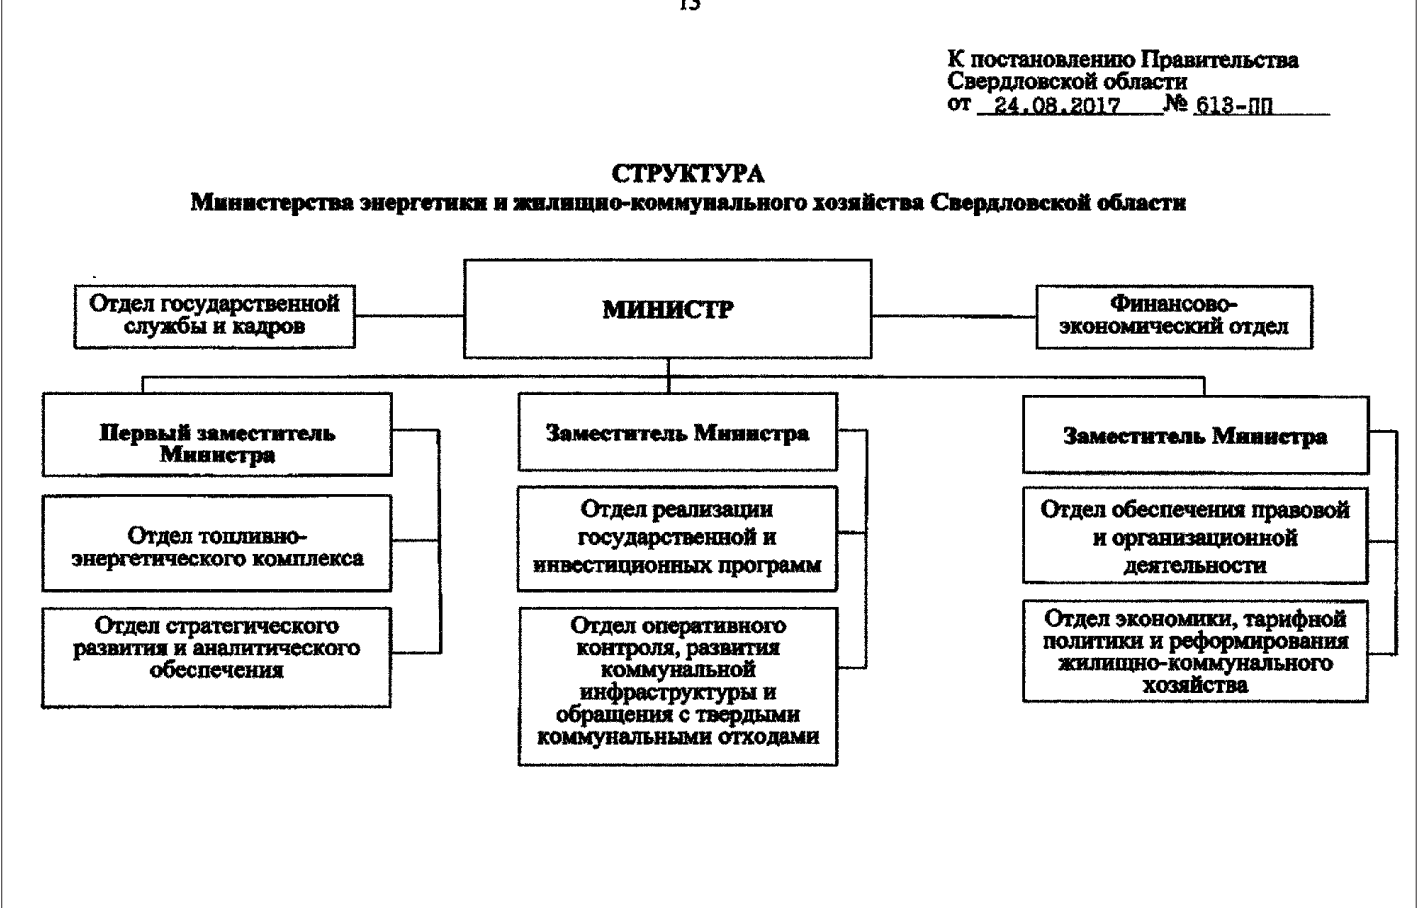 К постановлению Правительства
Свердловской области
от 24.08.2017 № 613-ПП
СТРУКТУРА
Министерства энергетики и жилищно-коммунального хозяйства Свердловской области
Отдел государственной
службы и кадров
МИНИСТР
Финансово-
экономический отдел
Первый заместитель
Министра
Отдел топливно-
энергетического комплекса
Отдел стратегического
развития и аналитического
обеспечения
Заместитель Министра
Отдел реализации
государственной и
инвестиционных программ
Отдел оперативного
контроля, развития
коммунальной
инфраструктуры и
обращения с твердыми
коммунальными отходами
Заместитель Министра
Отдел обеспечения правовой
и организационной
деятельности
Отдел экономики, тарифной
политики и реформирования
жилищно-коммунального
хозяйства